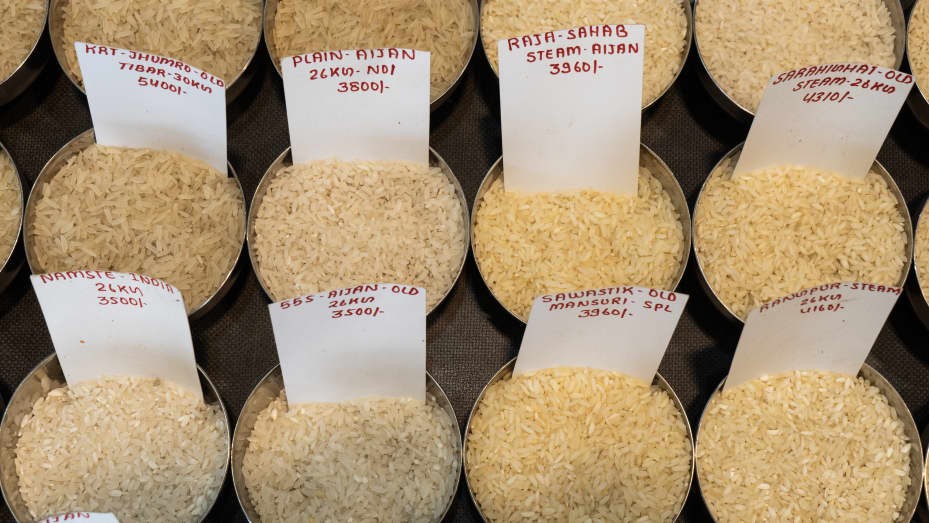 KRT-JHUMRO-OLD
TIBAR-30KG
5400/-
PLAIN-AIJAN
26KG-NO1
3800/-
RAJA-SAHAB
STEAM-AIJAN
3960/-
SARAHIDHAT-OLD
STEAM-26KG
4310/-
NAMSTE-INDIA
26KG
3500/-
555-AIJAN-OLD
26KG
3500/-
SAWASTIK-OLD
MANSURI-SPL
3960/-
RANGPUR-STEAM
26KG
4160/-